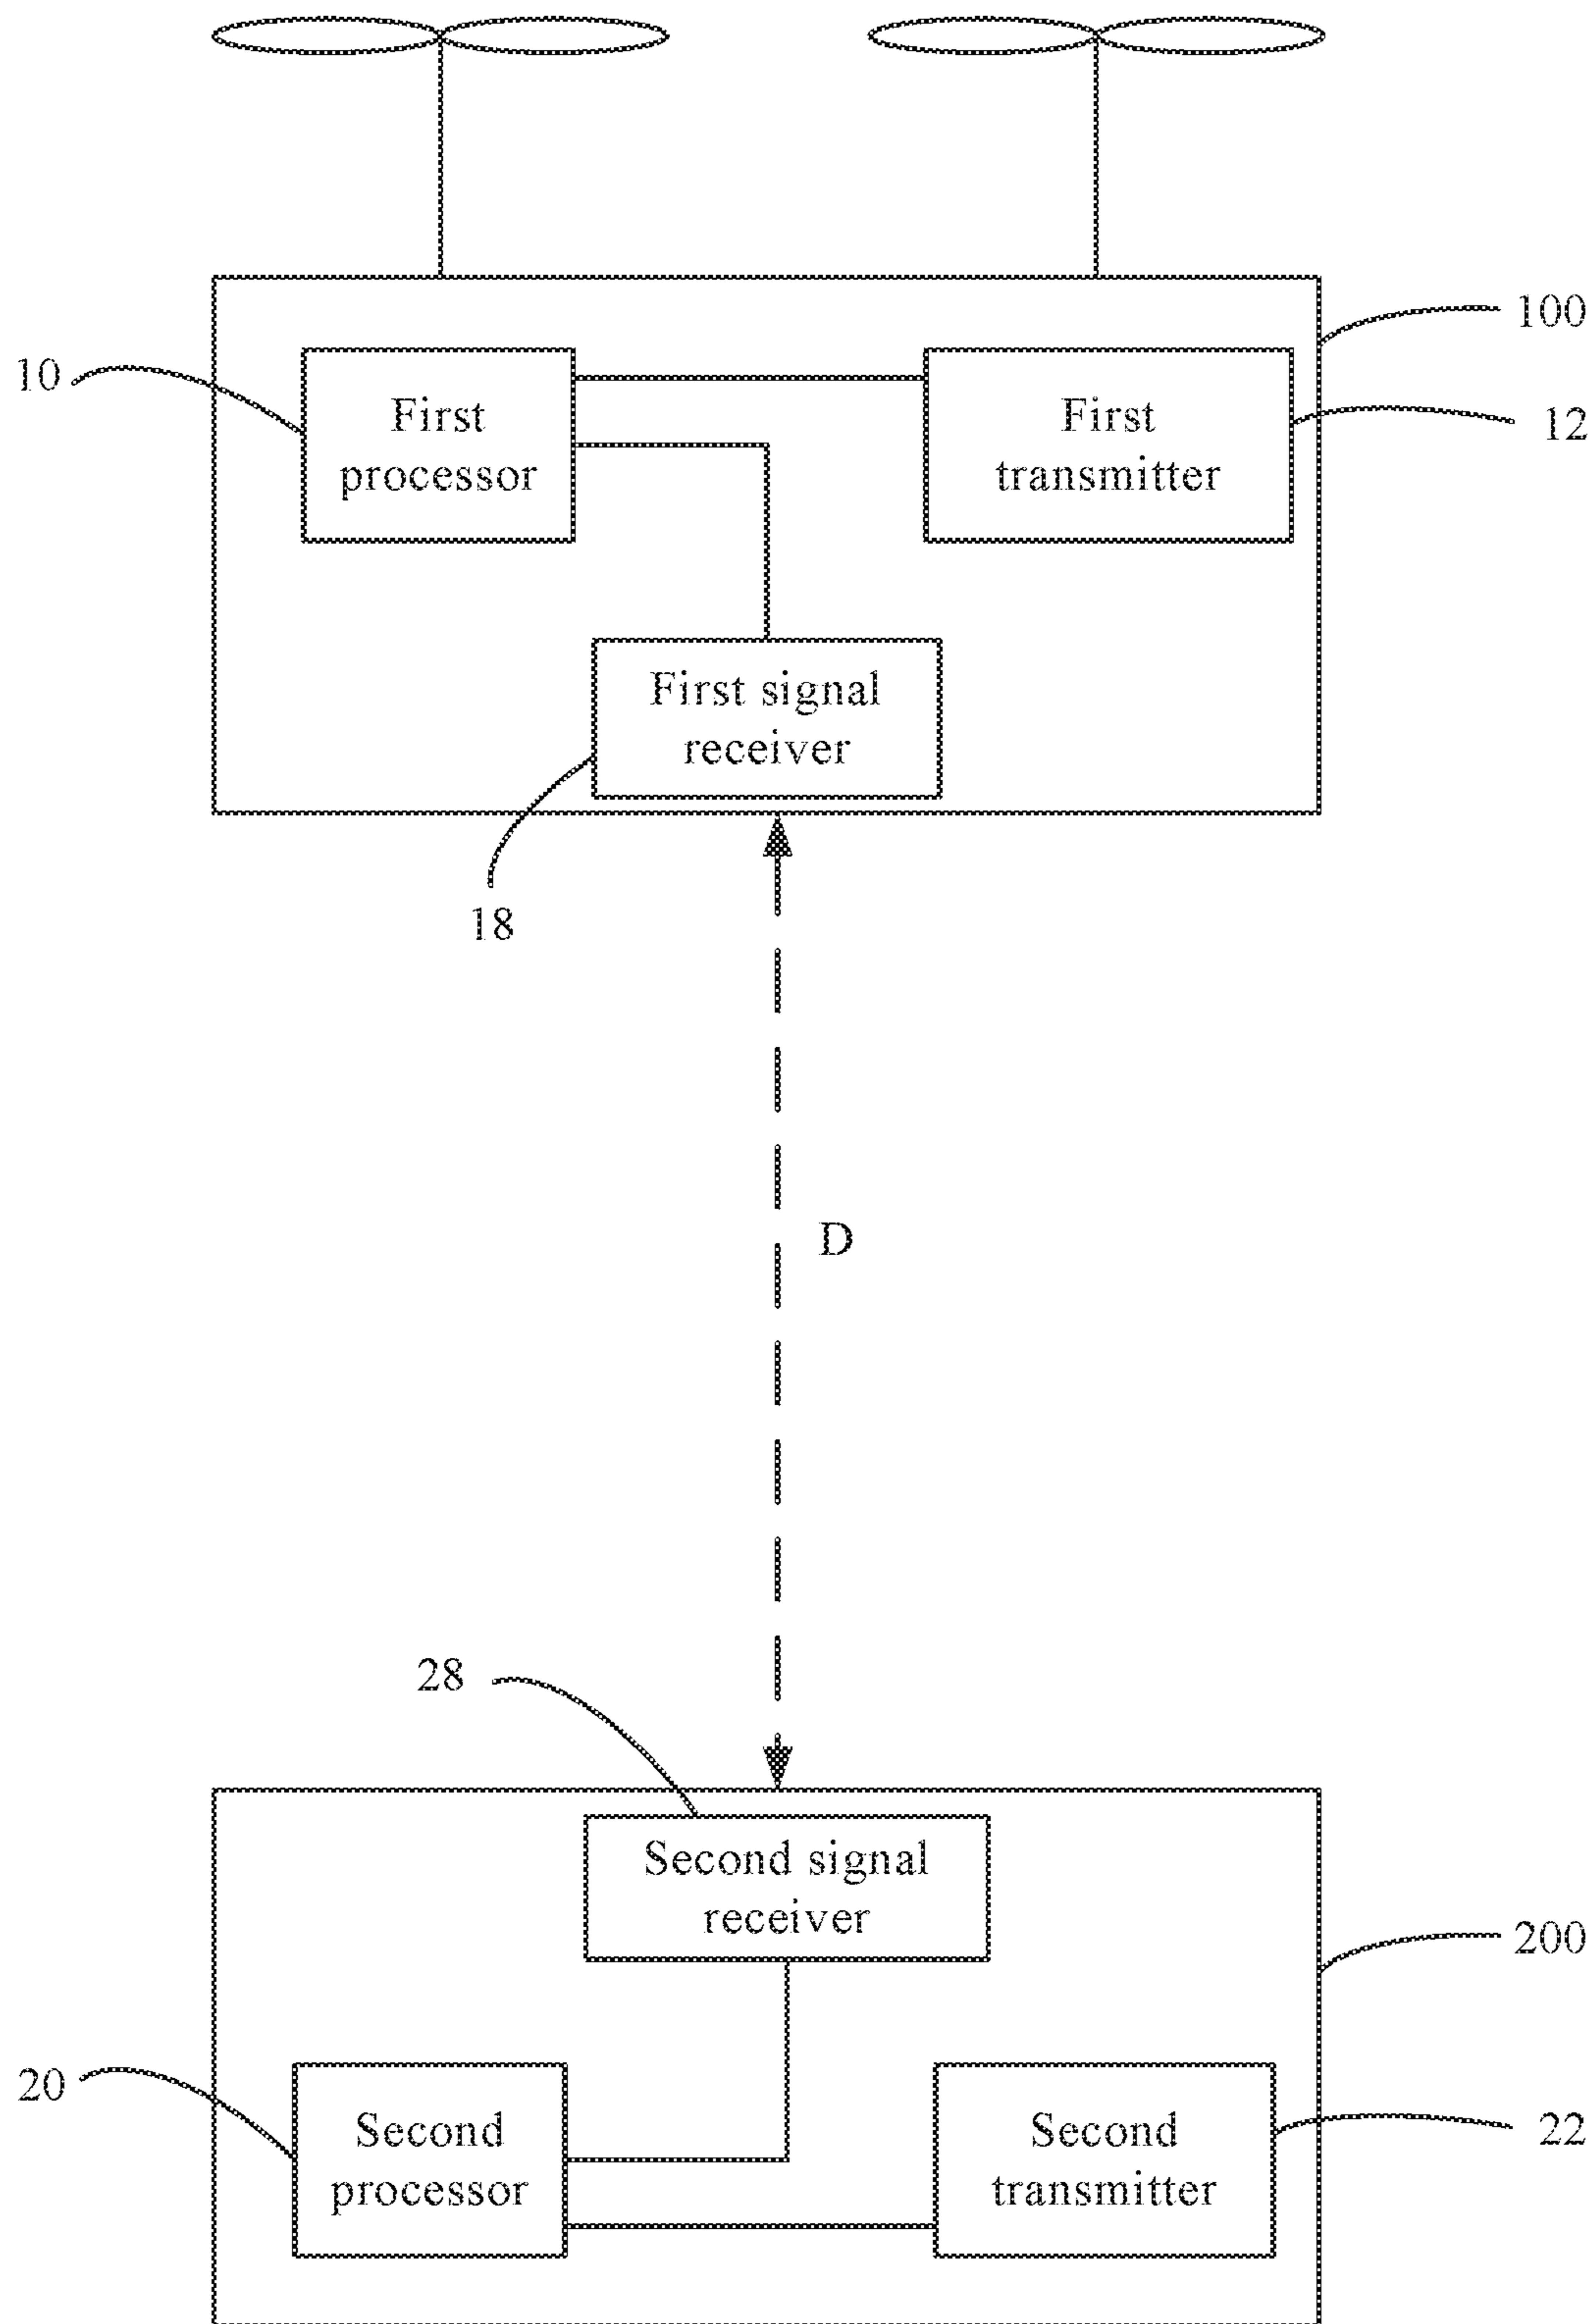 100
10
First
processor
First
transmitter
12
First signal
receiver
18
D
28
Second signal
receiver
200
20
Second
processor
Second
transmitter
22